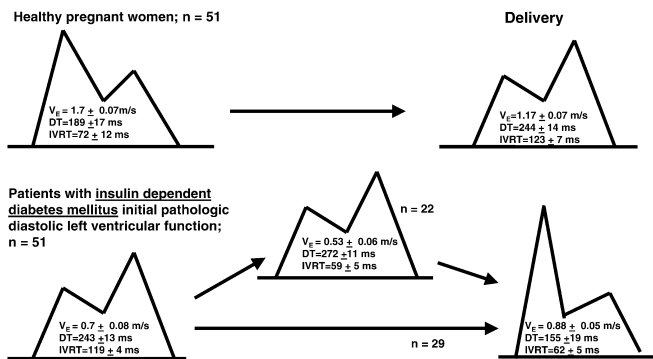 Healthy pregnant women; n = 51
Delivery
V_E = 1.7 ± 0.07m/s
DT=189 ±17 ms
IVRT=72 ± 12 ms
V_E=1.17 ± 0.07 m/s
DT=244 ± 14 ms
IVRT=123 ± 7 ms
Patients with insulin dependent
diabetes mellitus initial pathologic
diastolic left ventricular function;
n = 51
n = 22
V_E = 0.53 ± 0.06 m/s
DT=272 ±11 ms
IVRT=59 ± 5 ms
V_E = 0.7 ± 0.08 m/s
DT=243 ±13 ms
IVRT=119 ± 4 ms
n = 29
V_E = 0.88 ± 0.05 m/s
DT=155 ±19 ms
IVRT=62 ± 5 ms